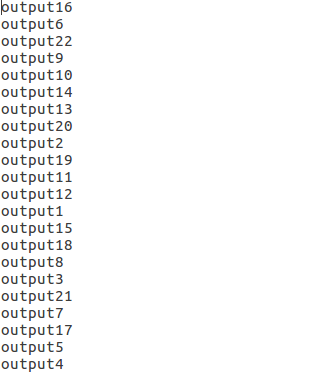 output16
output6
output22
output9
output10
output14
output13
output20
output2
output19
output11
output12
output1
output15
output18
output8
output3
output21
output7
output17
output5
output4